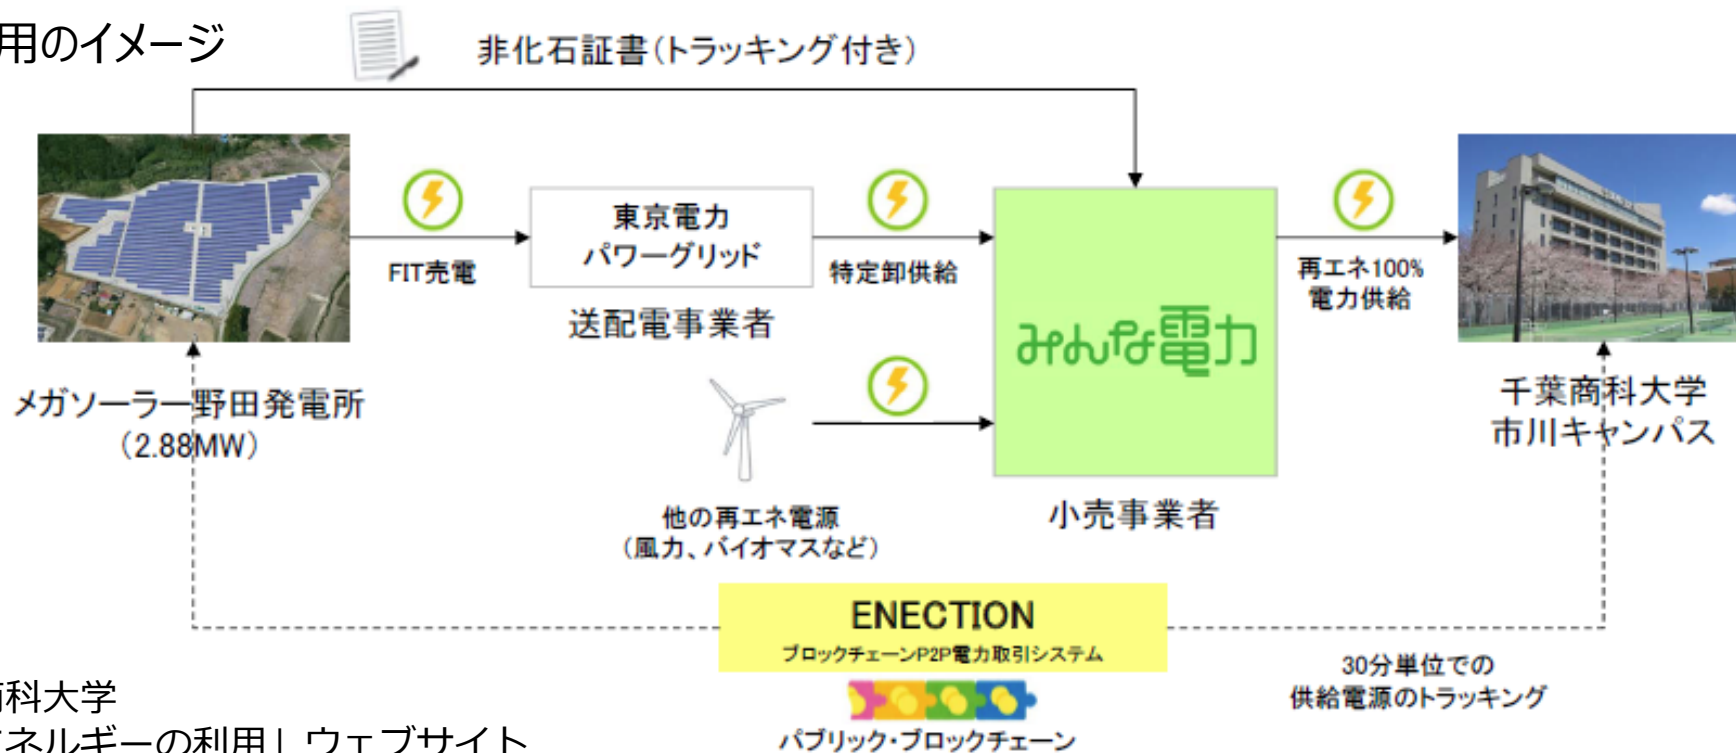 用のイメージ
非化石証書(トラッキング付き)
FIT売電
東京電力
パワーグリッド
送配電事業者
特定卸供給
みんな電力
小売事業者
再エネ100%
電力供給
メガソーラー野田発電所
(2.88MW)
千葉商科大学
市川キャンパス
他の再エネ電源
(風力、バイオマスなど)
ENECTION
ブロックチェーンP2P電力取引システム
パブリック・ブロックチェーン
30分単位での
供給電源のトラッキング
商科大学
ネルギーの利用」ウェブサイト